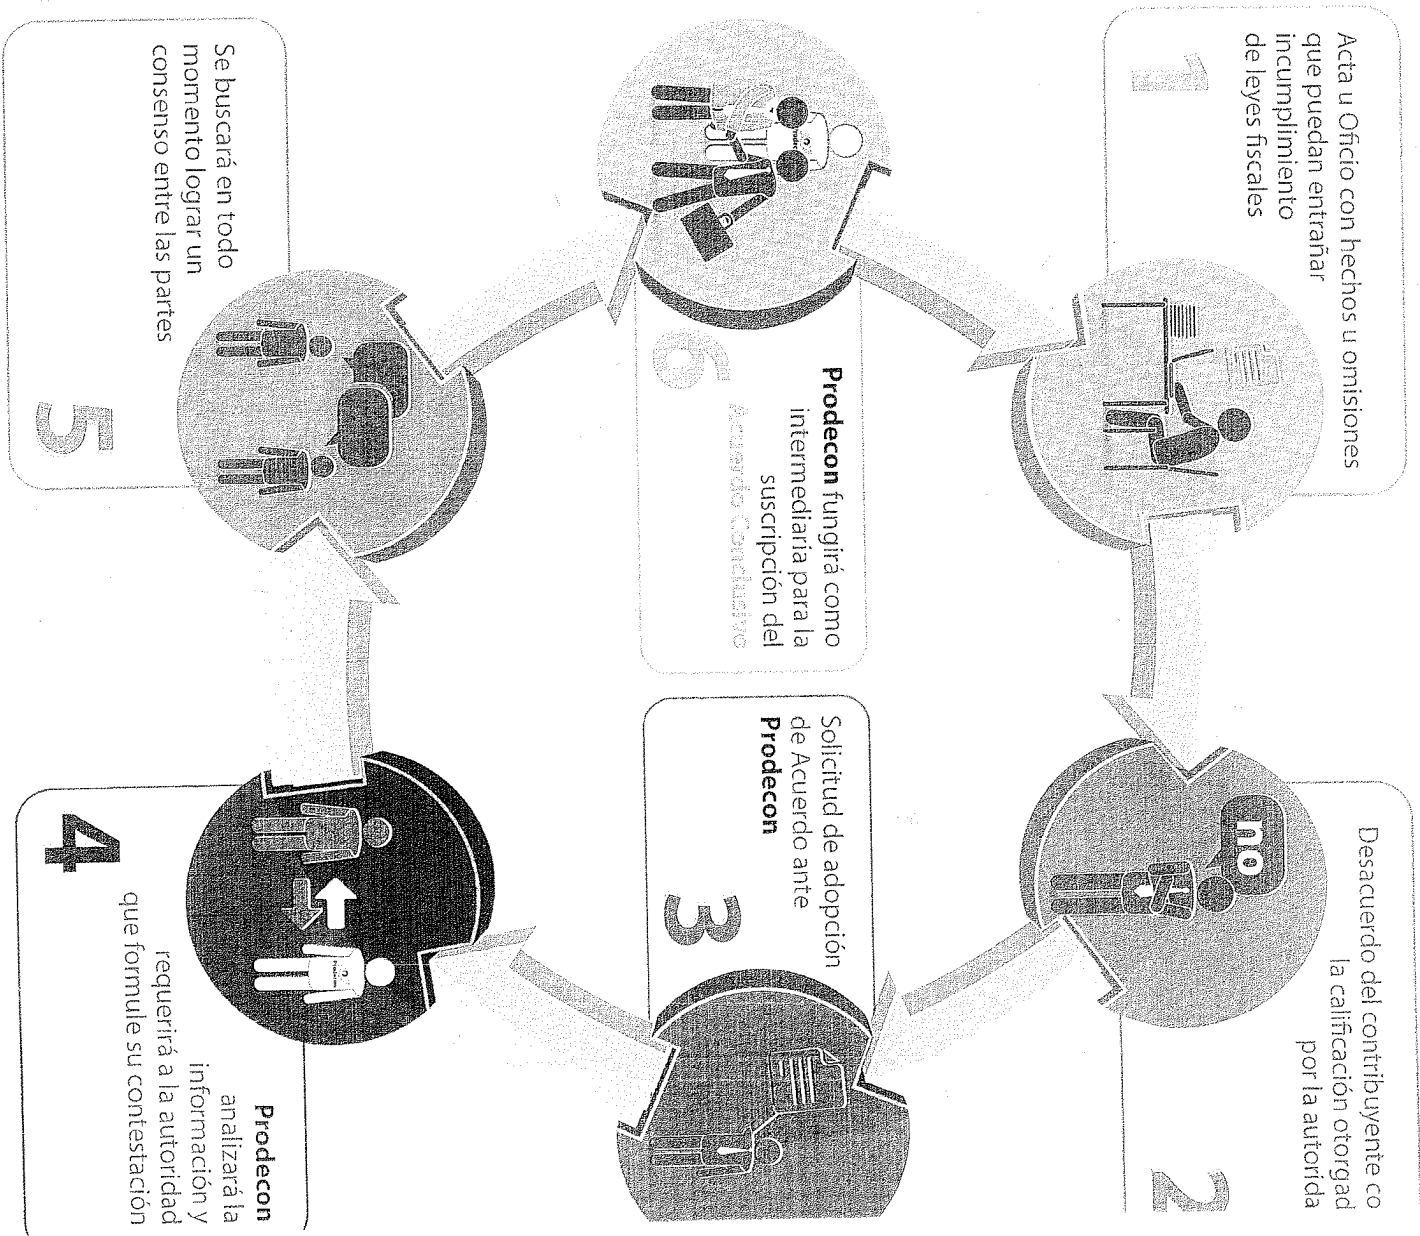 1
Acta u Oficio con hechos u omisiones
que puedan entrañar
incumplimiento
de leyes fiscales
no
2
Desacuerdo del contribuyente co
la calificación otorgad
por la autorida
Solicitud de adopción
de Acuerdo ante
Prodecon
3
4
Prodecon
analizará la
información y
requerirá a la autoridad
que formule su contestación
Se buscará en todo
momento lograr un
consenso entre las partes
5
6
Prodecon fungirá como
intermediaria para la
suscripción del
Acuerdo Conclusivo